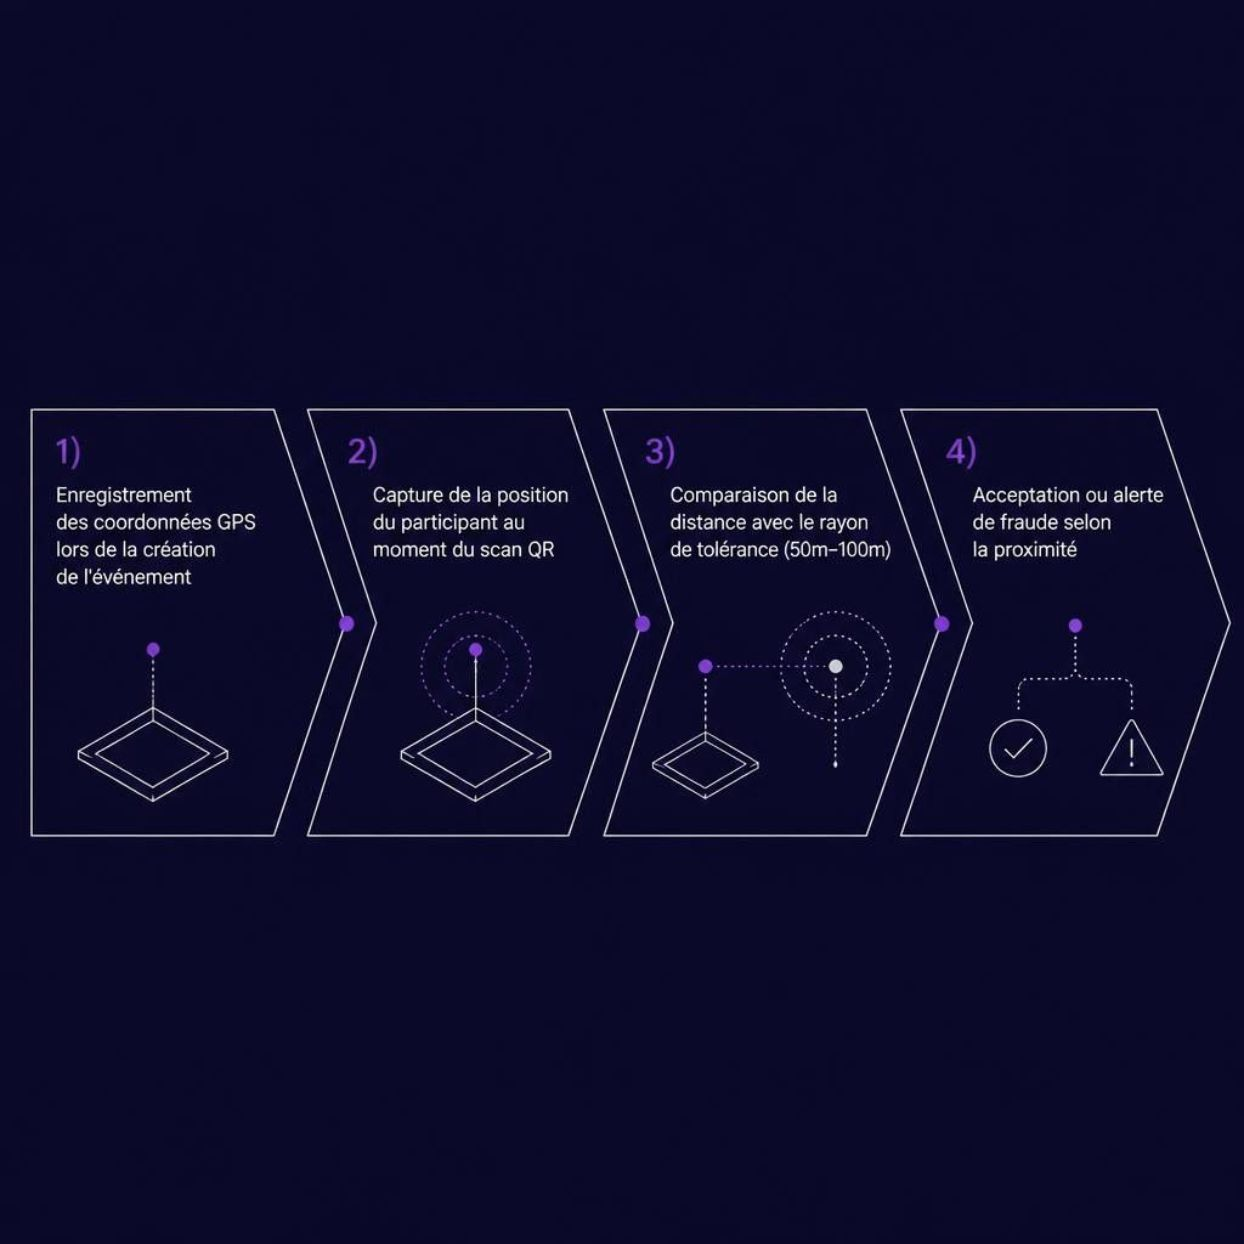 1)
Enregistrement
des coordonnées GPS
lors de la création
de l'événement
2)
Capture de la position
du participant au
moment du scan QR
3)
Comparaison de la
distance avec le rayon
de tolérance (50m–100m)
4)
Acceptation ou alerte
de fraude selon
la proximité